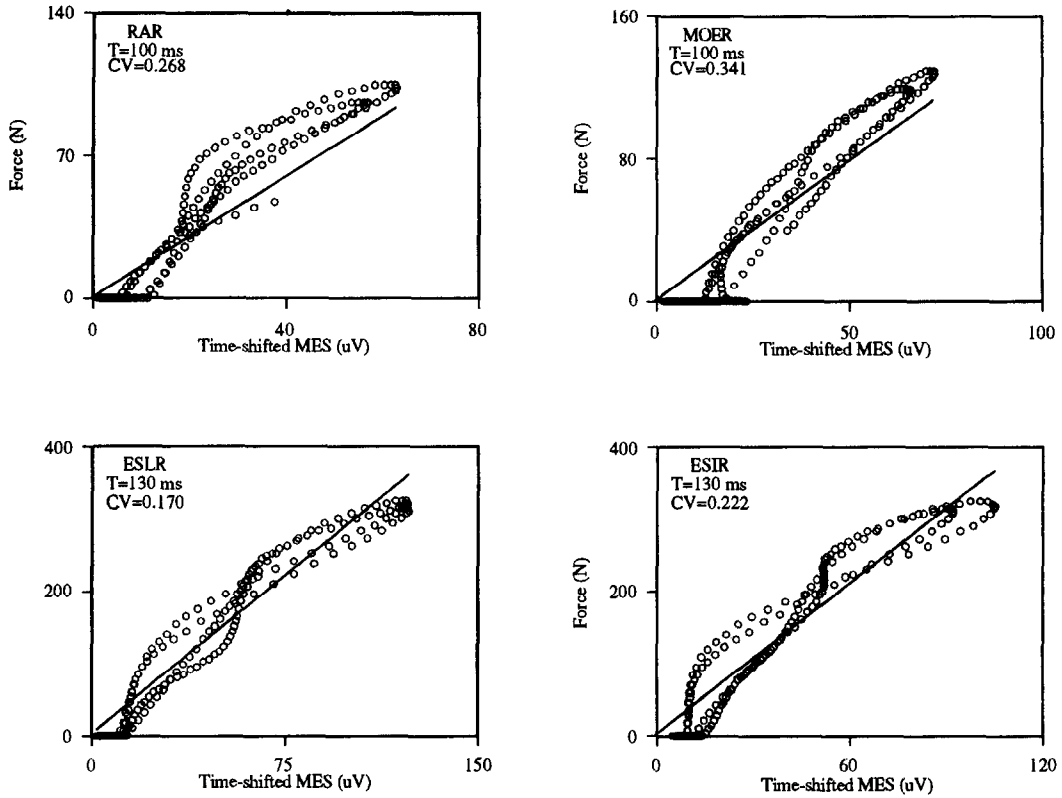 140
RAR
T=100 ms
CV=0.268
Force (N)
70
0
0 40 80
Time-shifted MES (uV)
160
MOER
T=100 ms
CV=0.341
Force (N)
80
0
0 50 100
Time-shifted MES (uV)
400
ESLR
T=130 ms
CV=0.170
200
0
0 75 150
Time-shifted MES (uV)
400
ESIR
T=130 ms
CV=0.222
Force (N)
200
0
0 60 120
Time-shifted MES (uV)